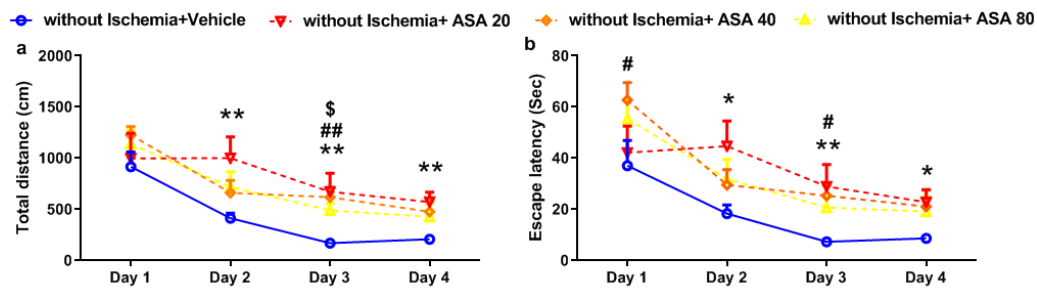 without Ischemia+Vehicle without Ischemia+ ASA 20 without Ischemia+ ASA 40 without Ischemia+ ASA 80
a
Total distance (cm)
2000
1500
1000
500
0
**
$
##
**
**
Day 1 Day 2 Day 3 Day 4
b
Escape latency (Sec)
80
60
40
20
0
#
*
#
**
*
Day 1 Day 2 Day 3 Day 4